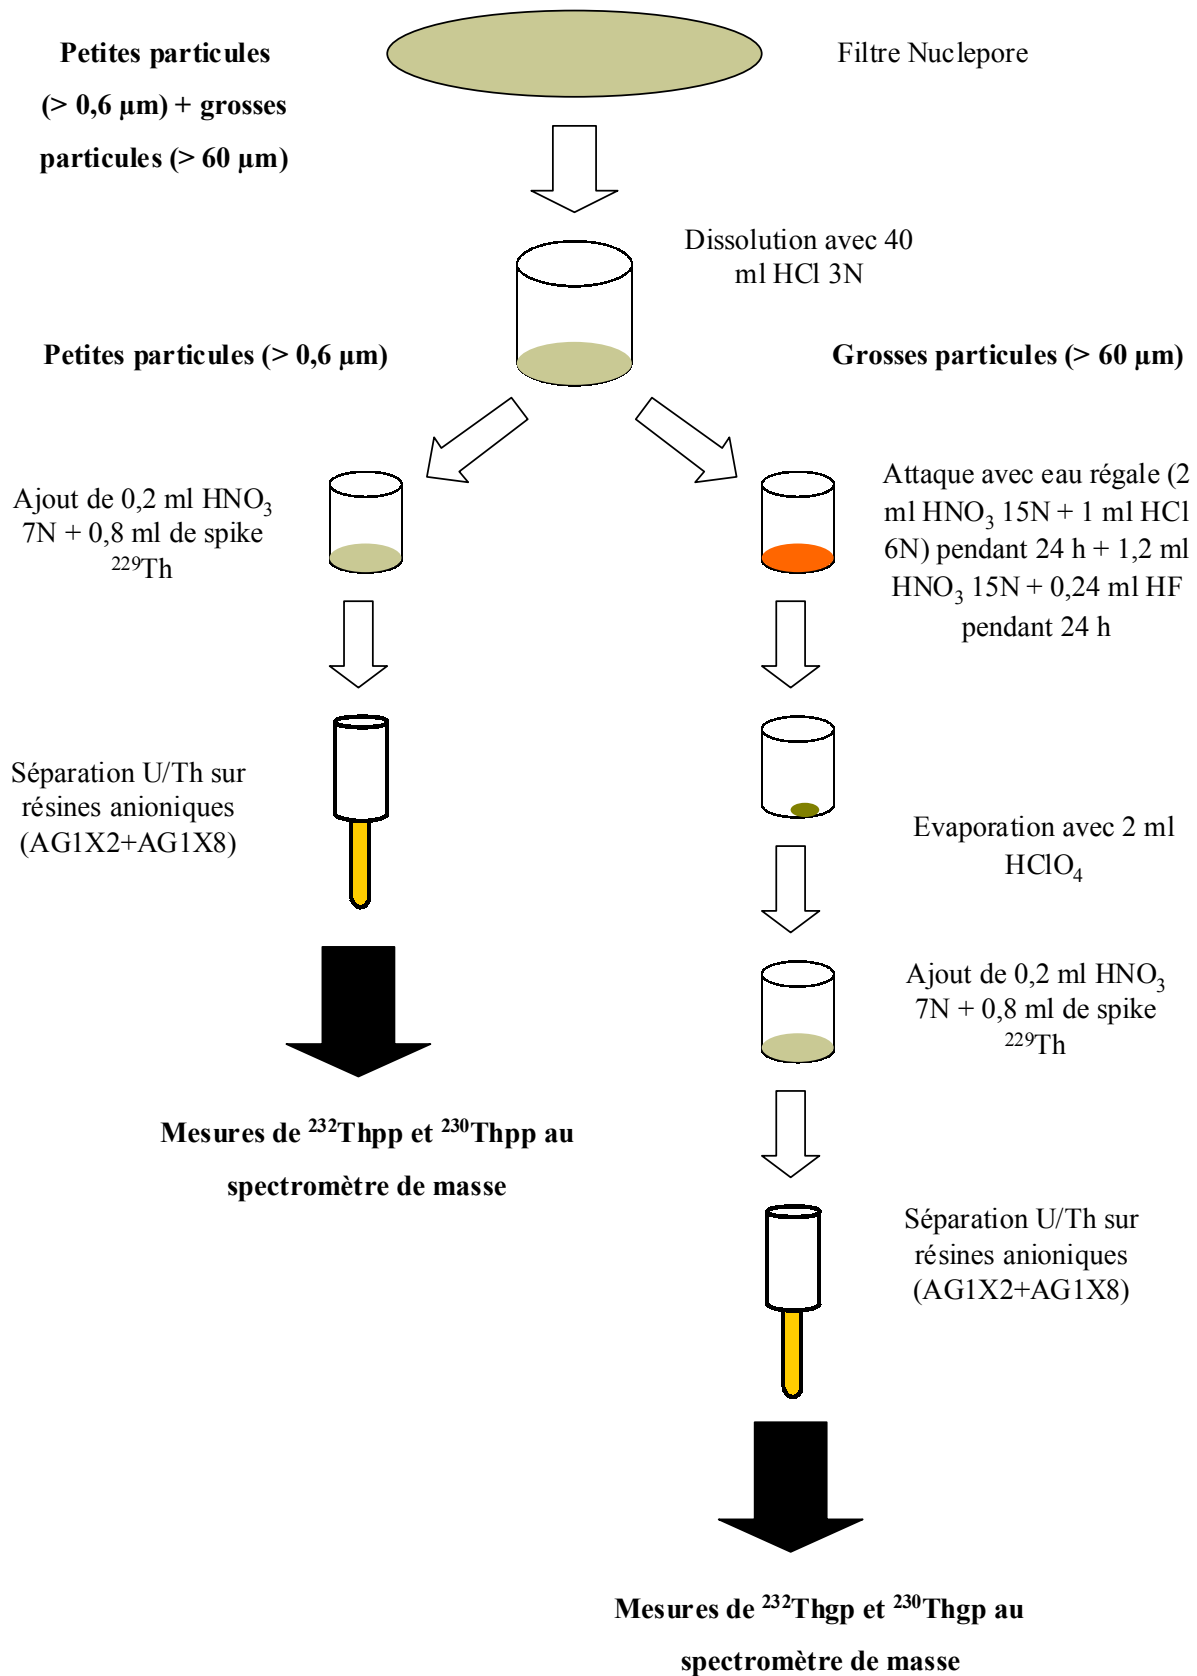 Petites particules
(> 0,6 µm) + grosses
particules (> 60 µm)
Filtre Nuclepore
Dissolution avec 40
ml HCl 3N
Petites particules (> 0,6 µm)
Grosses particules (> 60 µm)
Ajout de 0,2 ml HNO₃
7N + 0,8 ml de spike
²²⁹Th
Attaque avec eau régale (2
ml HNO₃ 15N + 1 ml HCl
6N) pendant 24 h + 1,2 ml
HNO₃ 15N + 0,24 ml HF
pendant 24 h
Séparation U/Th sur
résines anioniques
(AG1X2+AG1X8)
Evaporation avec 2 ml
HClO₄
Ajout de 0,2 ml HNO₃
7N + 0,8 ml de spike
²²⁹Th
Mesures de ²³²Thpp et ²³⁰Thpp au
spectromètre de masse
Séparation U/Th sur
résines anioniques
(AG1X2+AG1X8)
Mesures de ²³²Thgp et ²³⁰Thgp au
spectromètre de masse